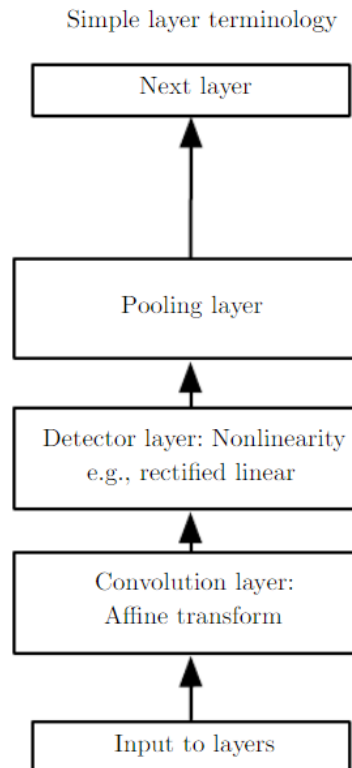 Simple layer terminology
Next layer
Pooling layer
Detector layer: Nonlinearity
e.g., rectified linear
Convolution layer:
Affine transform
Input to layers